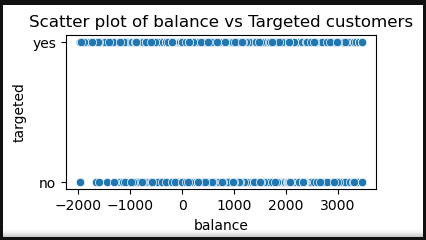 Scatter plot of balance vs Targeted customers
yes
targeted
no
−2000 −1000 0 1000 2000 3000
balance